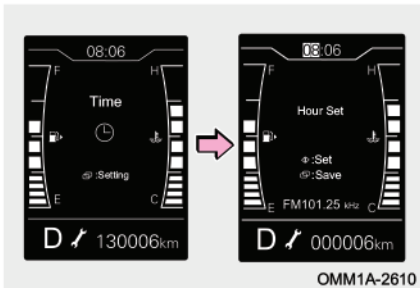 08:06
F H
Time
:Setting
E C
D 130006km
08:06
F H
Hour Set
:Set
:Save
FM101.25 kHz
E C
D 000006km
OMM1A-2610